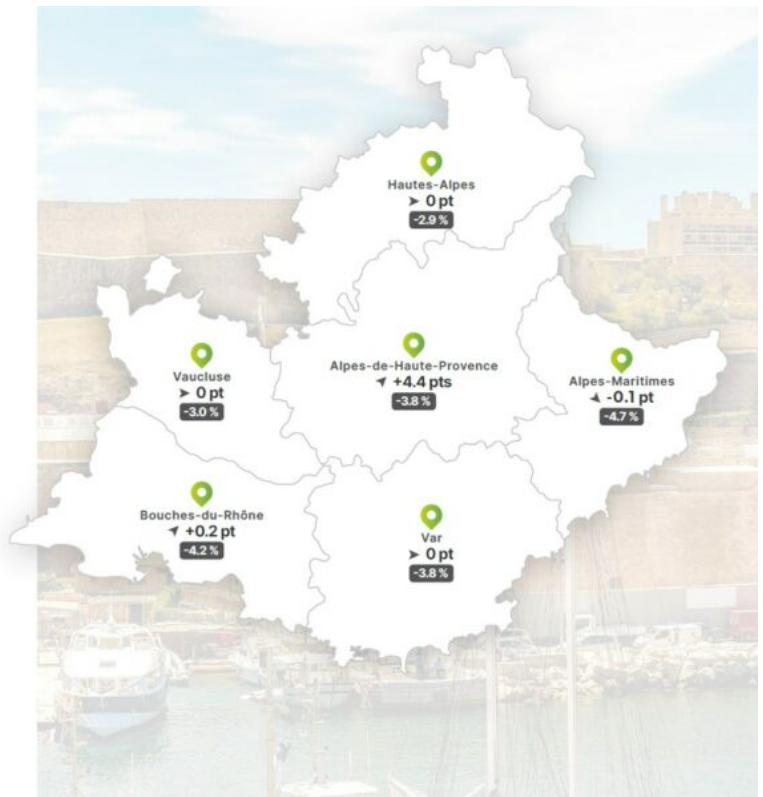 Hautes-Alpes
0 pt
-2.9 %
Alpes-de-Haute-Provence
+4.4 pts
-3.8 %
Vaucluse
0 pt
-3.0 %
Alpes-Maritimes
-0.1 pt
-4.7 %
Bouches-du-Rhône
+0.2 pt
-4.2 %
Var
0 pt
-3.8 %